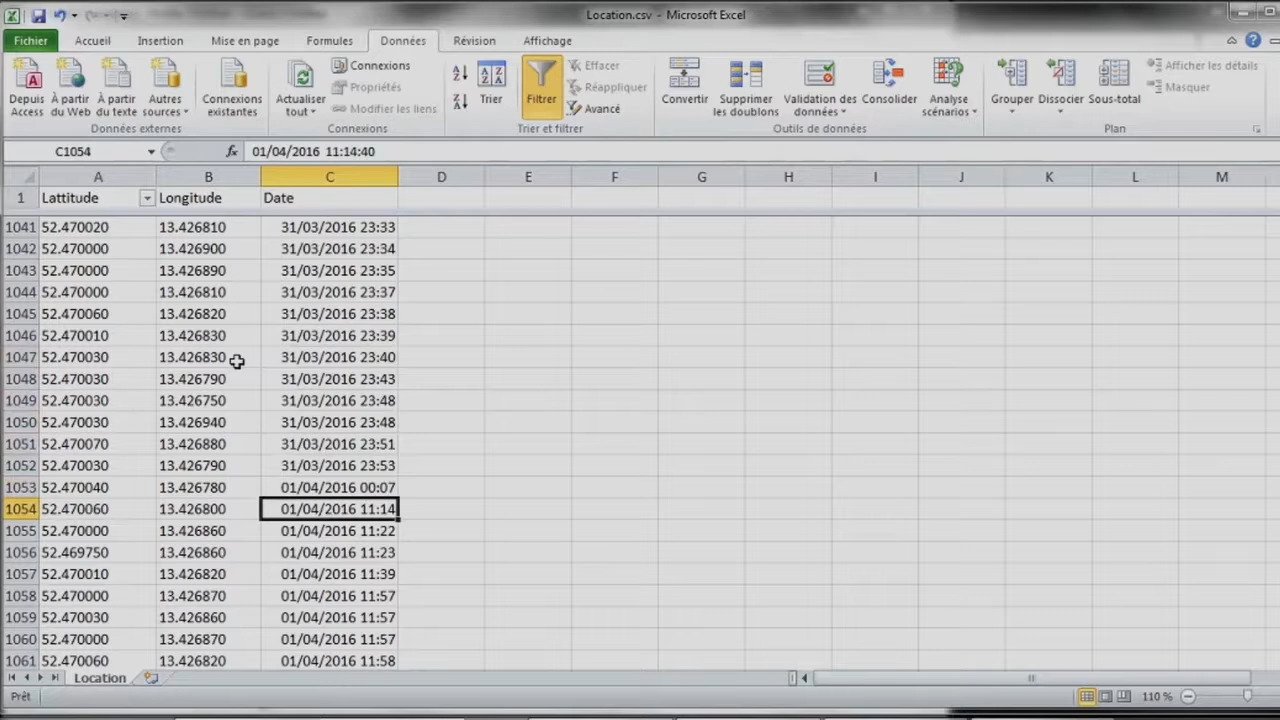 Location.csv - Microsoft Excel
Fichier Accueil Insertion Mise en page Formules Données Révision Affichage
Depuis Access
À partir du Web
À partir du texte
Autres sources
Connexions existantes
Données externes
Actualiser tout
Connexions
Propriétés
Modifier les liens
Connexions
Trier
Filtrer
Effacer
Réappliquer
Avancé
Trier et filtrer
Convertir
Supprimer les doublons
Validation des données
Consolider
Analyse scénarios
Outils de données
Grouper
Dissocier
Sous-total
Afficher les détails
Masquer
Plan
C1054 fx 01/04/2016 11:14:40
A B C D E F G H I J K L M
1 Lattitude Longitude Date
1041 52.470020 13.426810 31/03/2016 23:33
1042 52.470000 13.426900 31/03/2016 23:34
1043 52.470000 13.426890 31/03/2016 23:35
1044 52.470000 13.426810 31/03/2016 23:37
1045 52.470060 13.426820 31/03/2016 23:38
1046 52.470010 13.426830 31/03/2016 23:39
1047 52.470030 13.426830 31/03/2016 23:40
1048 52.470030 13.426790 31/03/2016 23:43
1049 52.470030 13.426750 31/03/2016 23:48
1050 52.470030 13.426940 31/03/2016 23:48
1051 52.470070 13.426880 31/03/2016 23:51
1052 52.470030 13.426790 31/03/2016 23:53
1053 52.470040 13.426780 01/04/2016 00:07
1054 52.470060 13.426800 01/04/2016 11:14
1055 52.470000 13.426860 01/04/2016 11:22
1056 52.469750 13.426860 01/04/2016 11:23
1057 52.470010 13.426820 01/04/2016 11:39
1058 52.470000 13.426870 01/04/2016 11:57
1059 52.470030 13.426860 01/04/2016 11:57
1060 52.470000 13.426870 01/04/2016 11:57
1061 52.470060 13.426820 01/04/2016 11:58
Location
Prêt 110 %